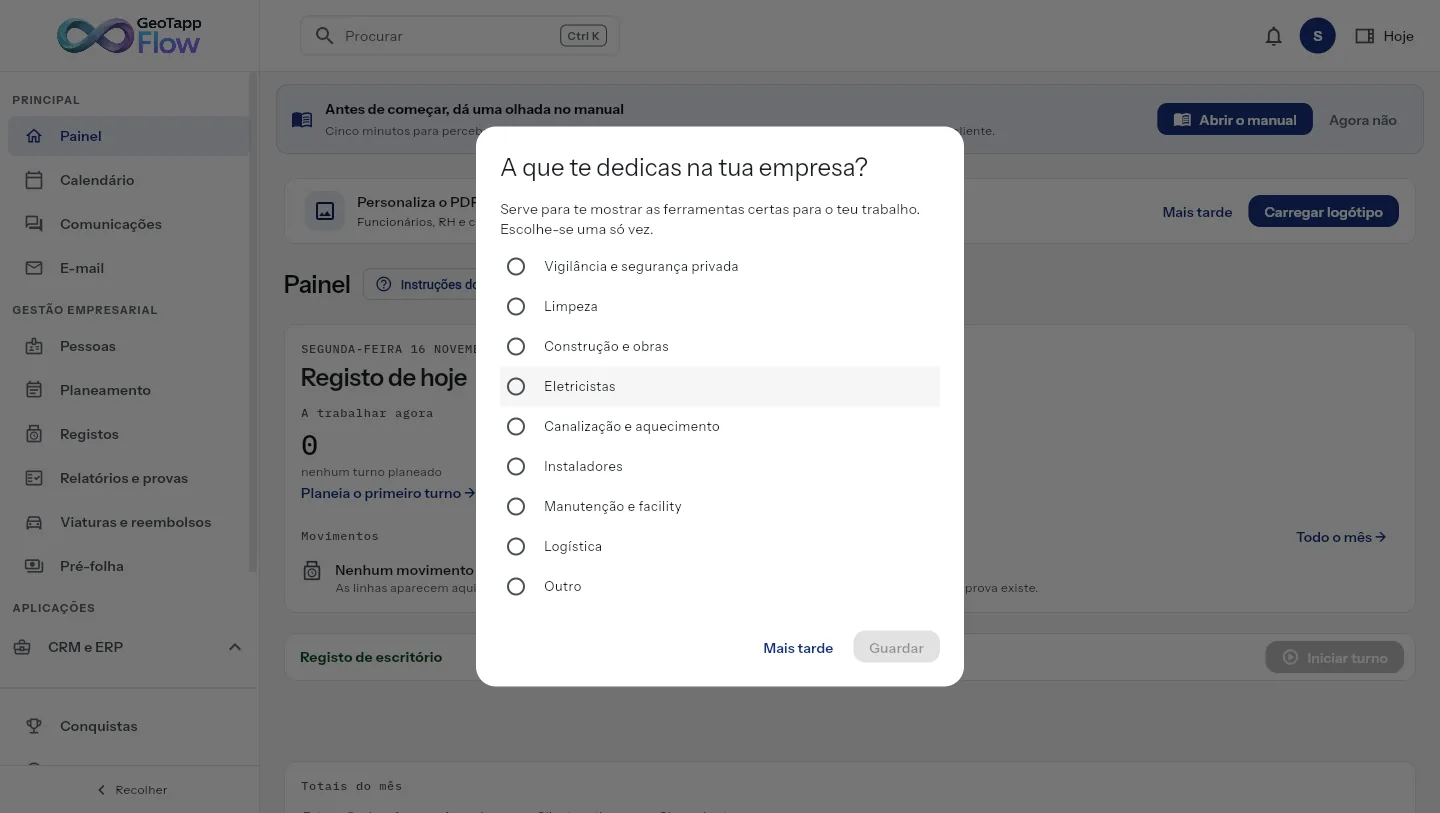 GeoTapp
Flow
Procurar
Ctrl K
S
Hoje
PRINCIPAL
Painel
Calendário
Comunicações
E-mail
GESTÃO EMPRESARIAL
Pessoas
Planeamento
Registos
Relatórios e provas
Viaturas e reembolsos
Pré-folha
APLICAÇÕES
CRM e ERP
Conquistas
Recolher
Antes de começar, dá uma olhada no manual
Cinco minutos para
Abrir o manual
Agora não
Personaliza o PDF
Funcionários, RH e
Mais tarde
Carregar logótipo
Painel
Instruções
SEGUNDA-FEIRA 16
Registo de hoje
A trabalhar agora
0
nenhum turno planeado
Planeia o primeiro turno
Movimentos
Todo o mês
Nenhum movimento
As linhas aparecem
prova existe.
Registo de escritório
Iniciar turno
Totais do mês
A que te dedicas na tua empresa?
Serve para te mostrar as ferramentas certas para o teu trabalho.
Escolhe-se uma só vez.
Vigilância e segurança privada
Limpeza
Construção e obras
Eletricistas
Canalização e aquecimento
Instaladores
Manutenção e facility
Logística
Outro
Mais tarde
Guardar